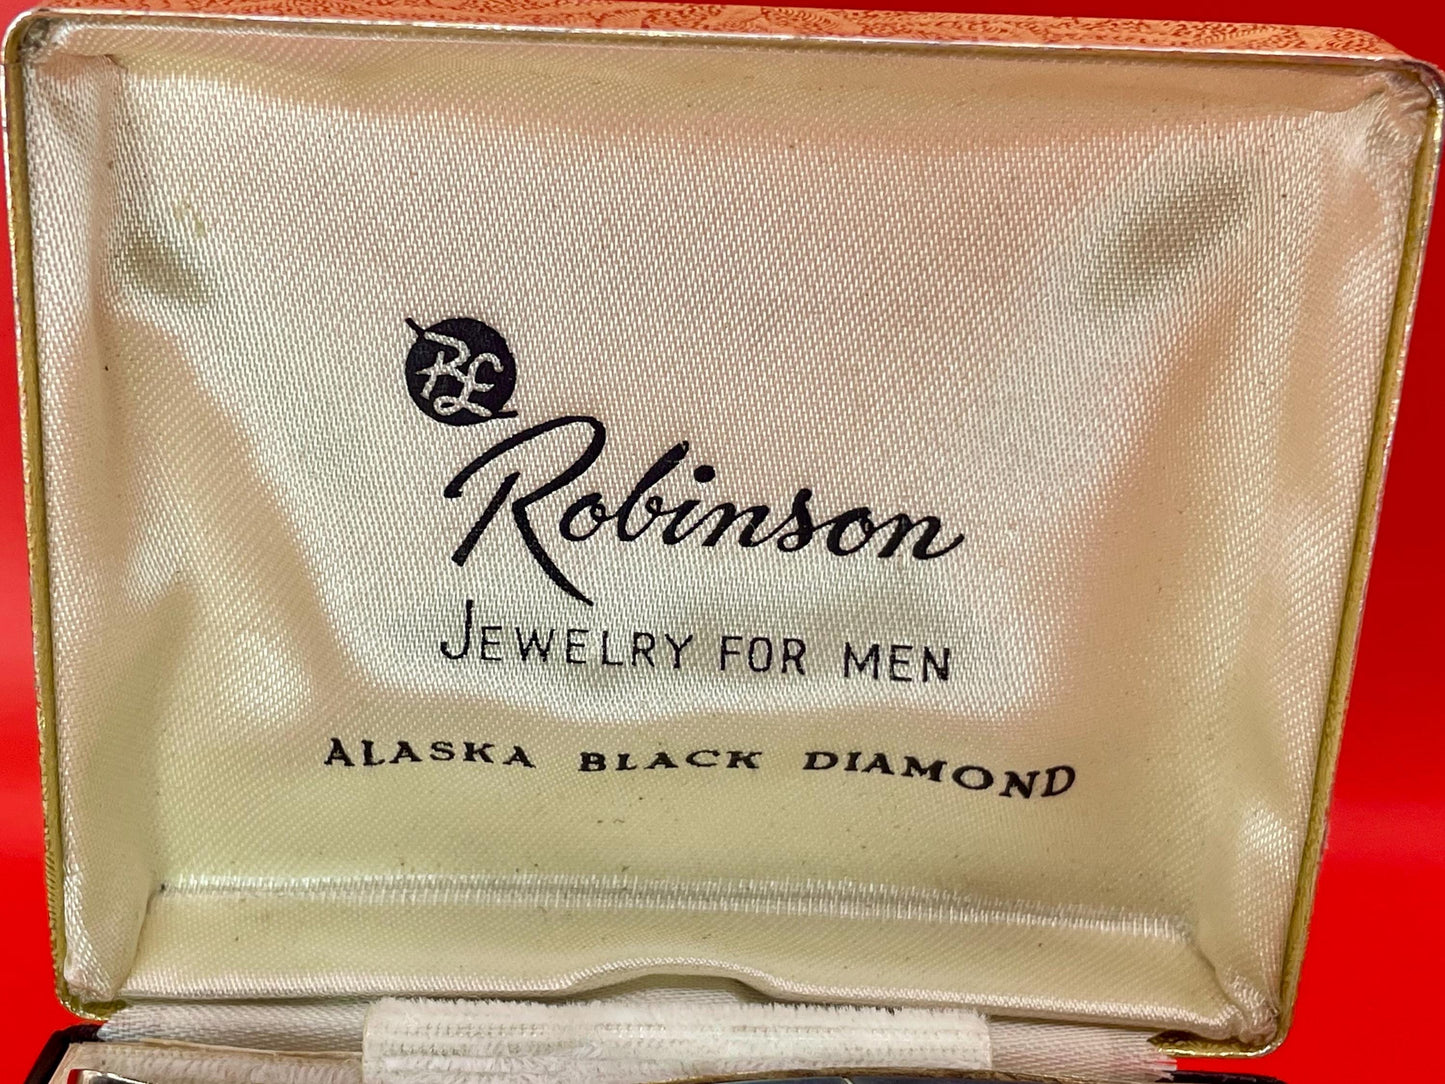 RL
Robinson
JEWELRY FOR MEN
ALASKA BLACK DIAMOND